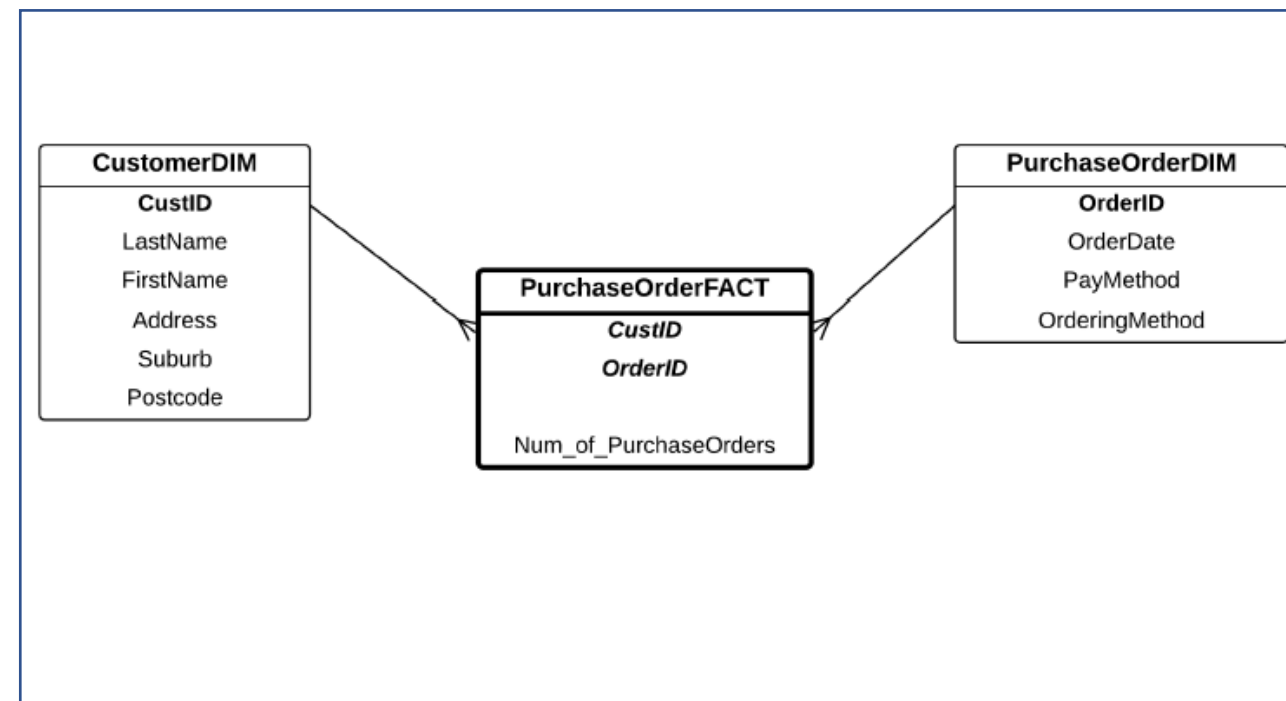 CustomerDIM
CustID
LastName
FirstName
Address
Suburb
Postcode
PurchaseOrderFACT
CustID
OrderID
Num_of_PurchaseOrders
PurchaseOrderDIM
OrderID
OrderDate
PayMethod
OrderingMethod